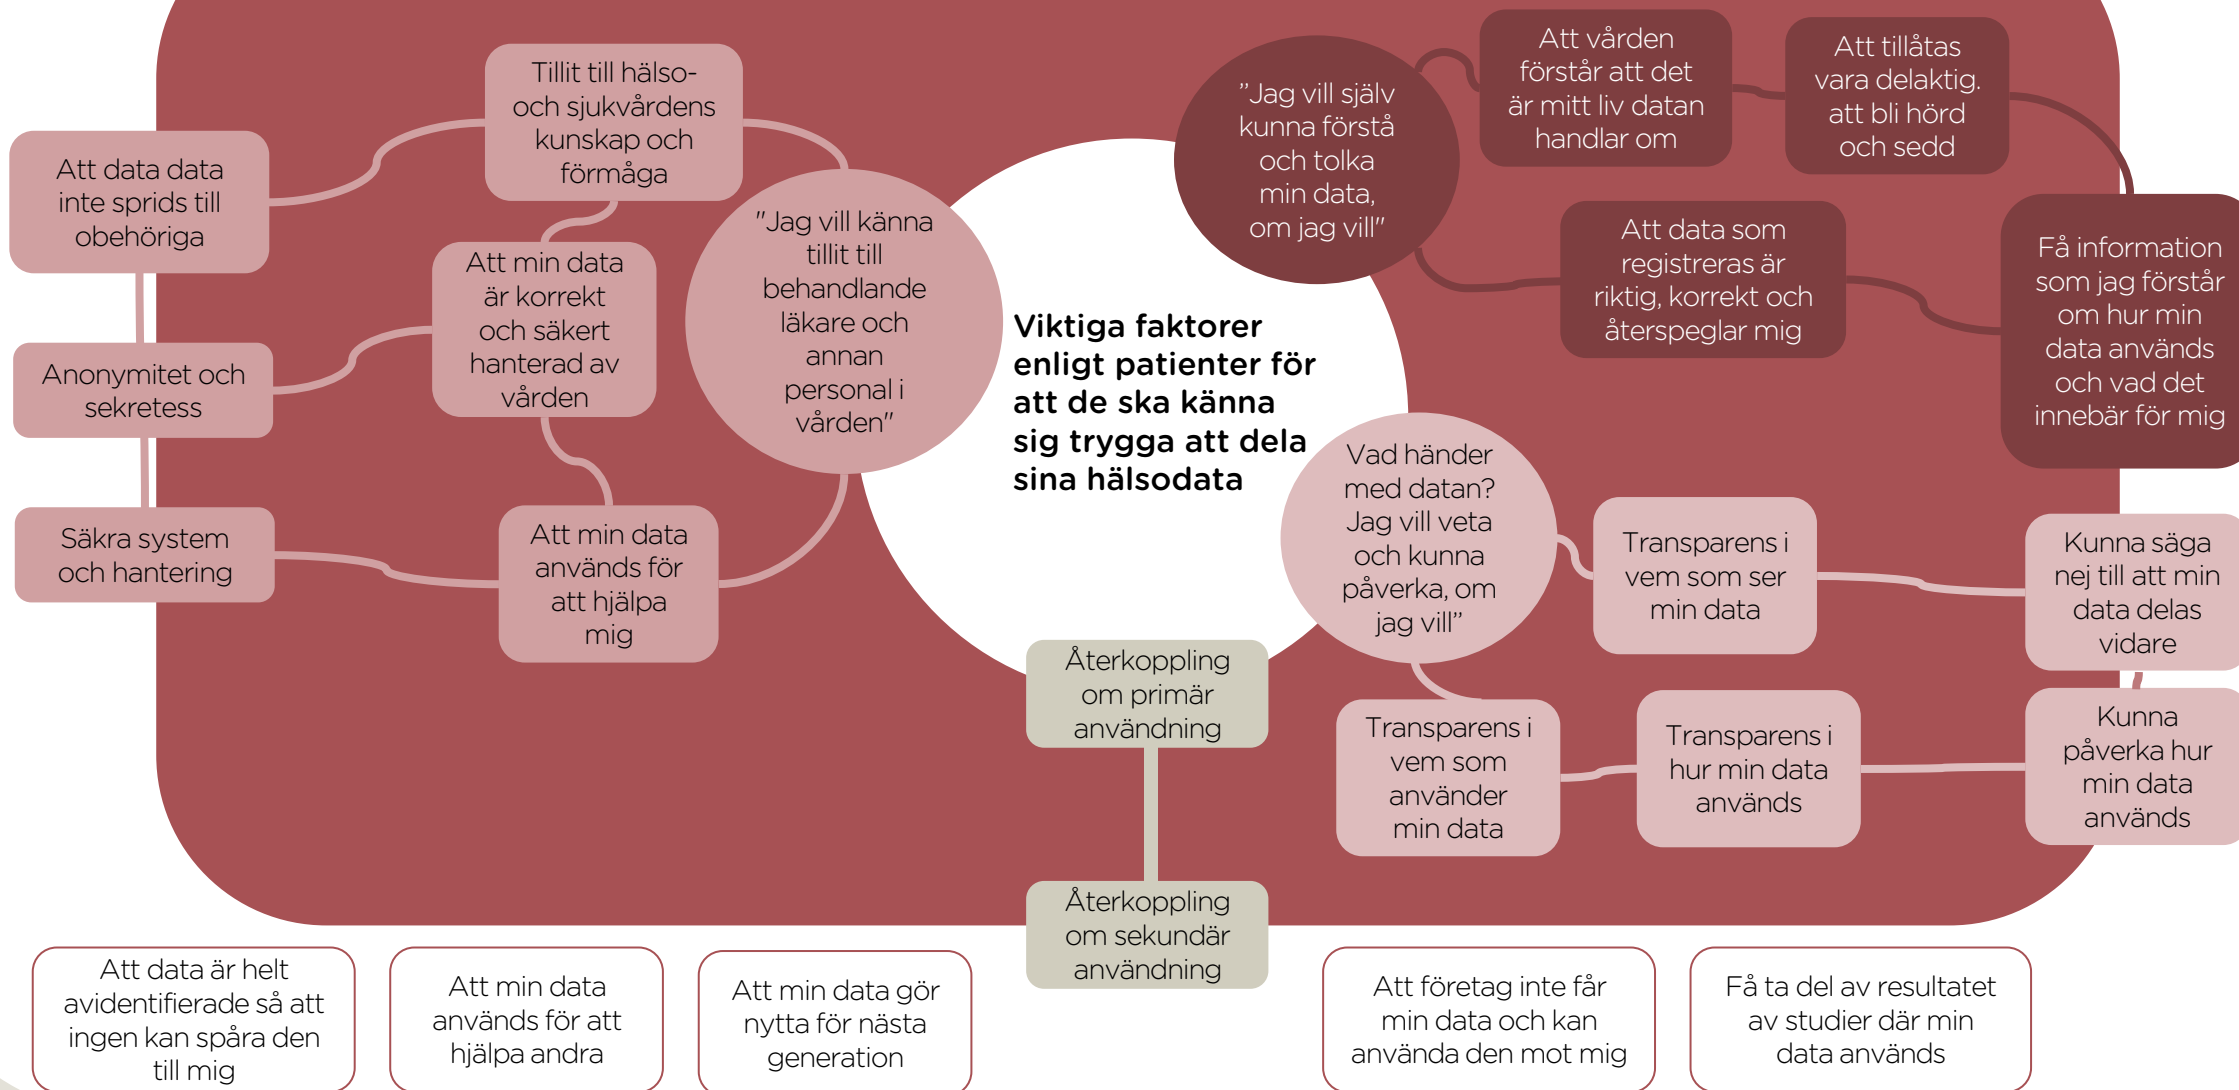 Tillit till hälso-
och sjukvårdens
kunskap och
förmåga
Att data data
inte sprids till
obehöriga
Att min data
är korrekt
och säkert
hanterad av
vården
Anonymitet och
sekretess
Säkra system
och hantering
Att min data
används för
att hjälpa
mig
"Jag vill känna
tillit till
behandlande
läkare och
annan
personal i
vården"
Viktiga faktorer
enligt patienter för
att de ska känna
sig trygga att dela
sina hälsodata
"Jag vill själv
kunna förstå
och tolka
min data,
om jag vill"
Att vården
förstår att det
är mitt liv datan
handlar om
Att tillåtas
vara delaktig.
att bli hörd
och sedd
Att data som
registreras är
riktig, korrekt och
återspeglar mig
Få information
som jag förstår
om hur min
data används
och vad det
innebär för mig
Vad händer
med datan?
Jag vill veta
och kunna
påverka, om
jag vill”
Transparens i
vem som ser
min data
Kunna säga
nej till att min
data delas
vidare
Transparens i
vem som
använder
min data
Transparens i
hur min data
används
Kunna
påverka hur
min data
används
Återkoppling
om primär
användning
Återkoppling
om sekundär
användning
Att data är helt
avidentifierade så att
ingen kan spåra den
till mig
Att min data
används för att
hjälpa andra
Att min data gör
nytta för nästa
generation
Att företag inte får
min data och kan
använda den mot mig
Få ta del av resultatet
av studier där min
data används